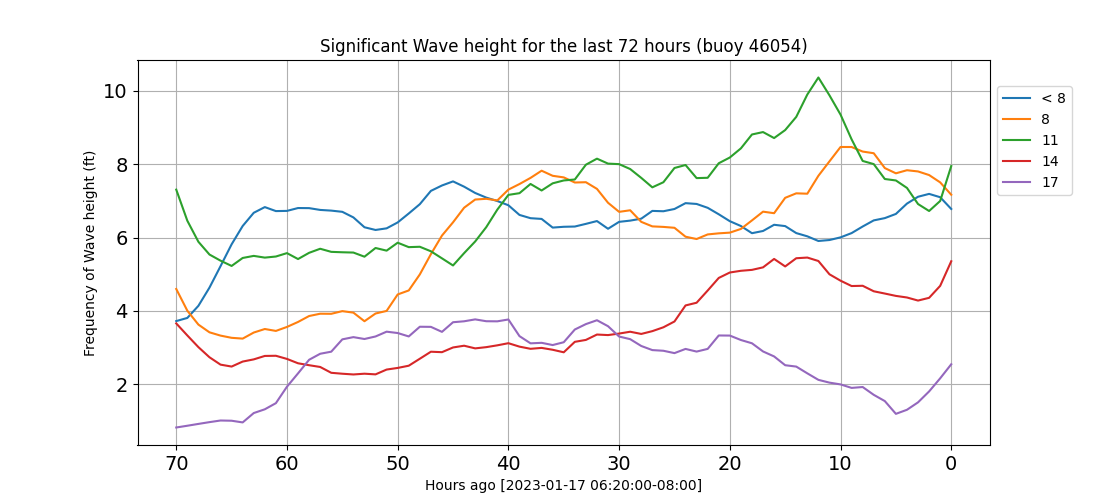 Significant Wave height for the last 72 hours (buoy 46054)
Frequency of Wave height (ft)
10
8
6
4
2
70 60 50 40 30 20 10 0
Hours ago [2023-01-17 06:20:00-08:00]
< 8
8
11
14
17